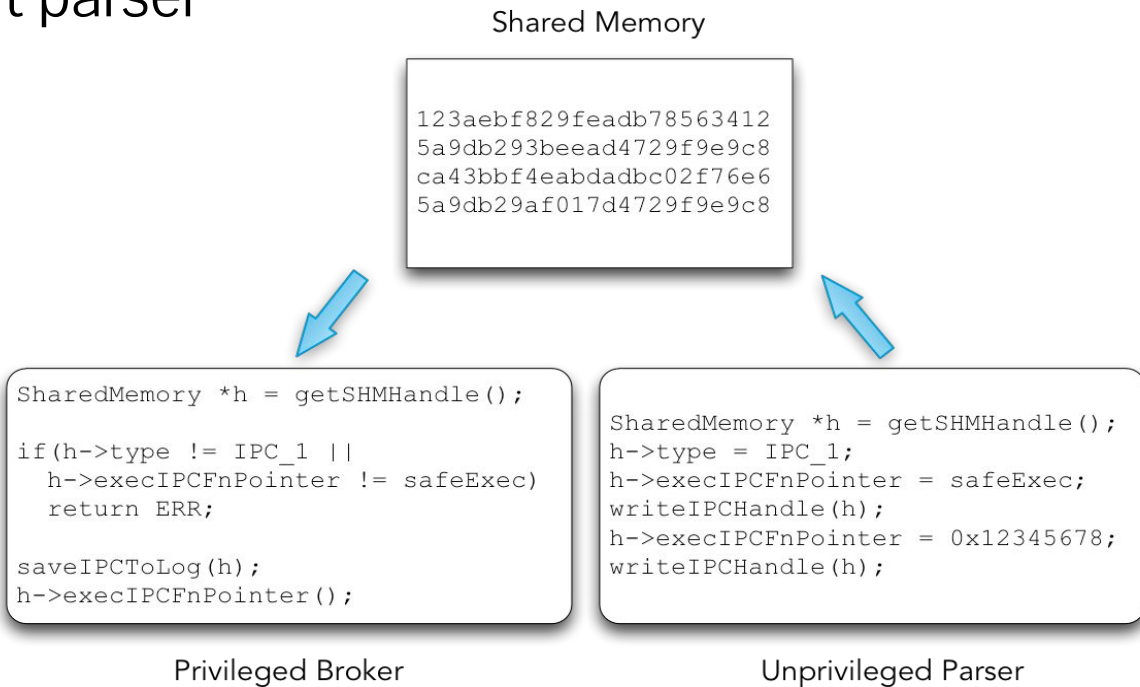 t parser
Shared Memory
123aebf829feadb78563412
5a9db293beead4729f9e9c8
ca43bbf4eabdadbc02f76e6
5a9db29af017d4729f9e9c8
SharedMemory *h = getSHMHandle();
if(h->type != IPC_1 ||
h->execIPCFnPointer != safeExec)
return ERR;
saveIPCToLog(h);
h->execIPCFnPointer();
Privileged Broker
SharedMemory *h = getSHMHandle();
h->type = IPC_1;
h->execIPCFnPointer = safeExec;
writeIPCHandle(h);
h->execIPCFnPointer = 0x12345678;
writeIPCHandle(h);
Unprivileged Parser